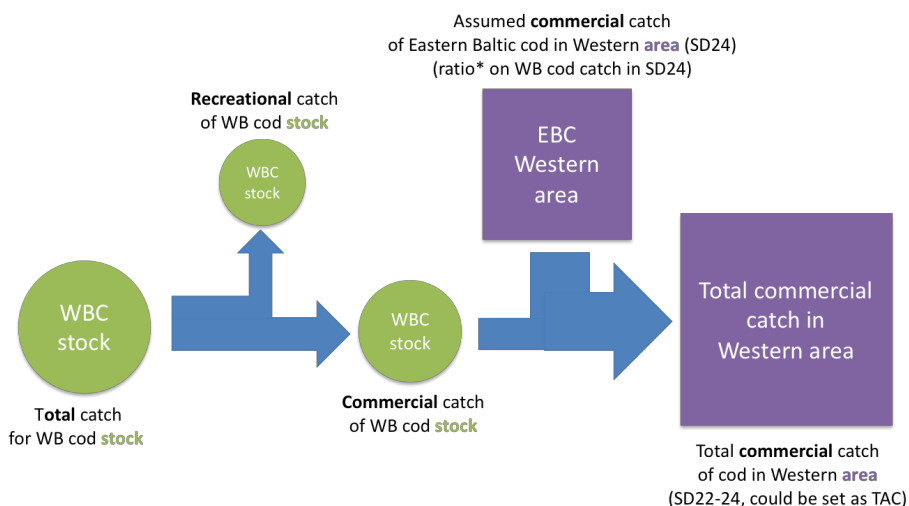 Assumed commercial catch
of Eastern Baltic cod in Western area (SD24)
(ratio* on WB cod catch in SD24)
Recreational catch
of WB cod stock
WBC
stock
EBC
Western
area
WBC
stock
Total catch
for WB cod stock
WBC
stock
Commercial catch
of WB cod stock
Total commercial
catch in
Western area
Total commercial catch
of cod in Western area
(SD22-24, could be set as TAC)